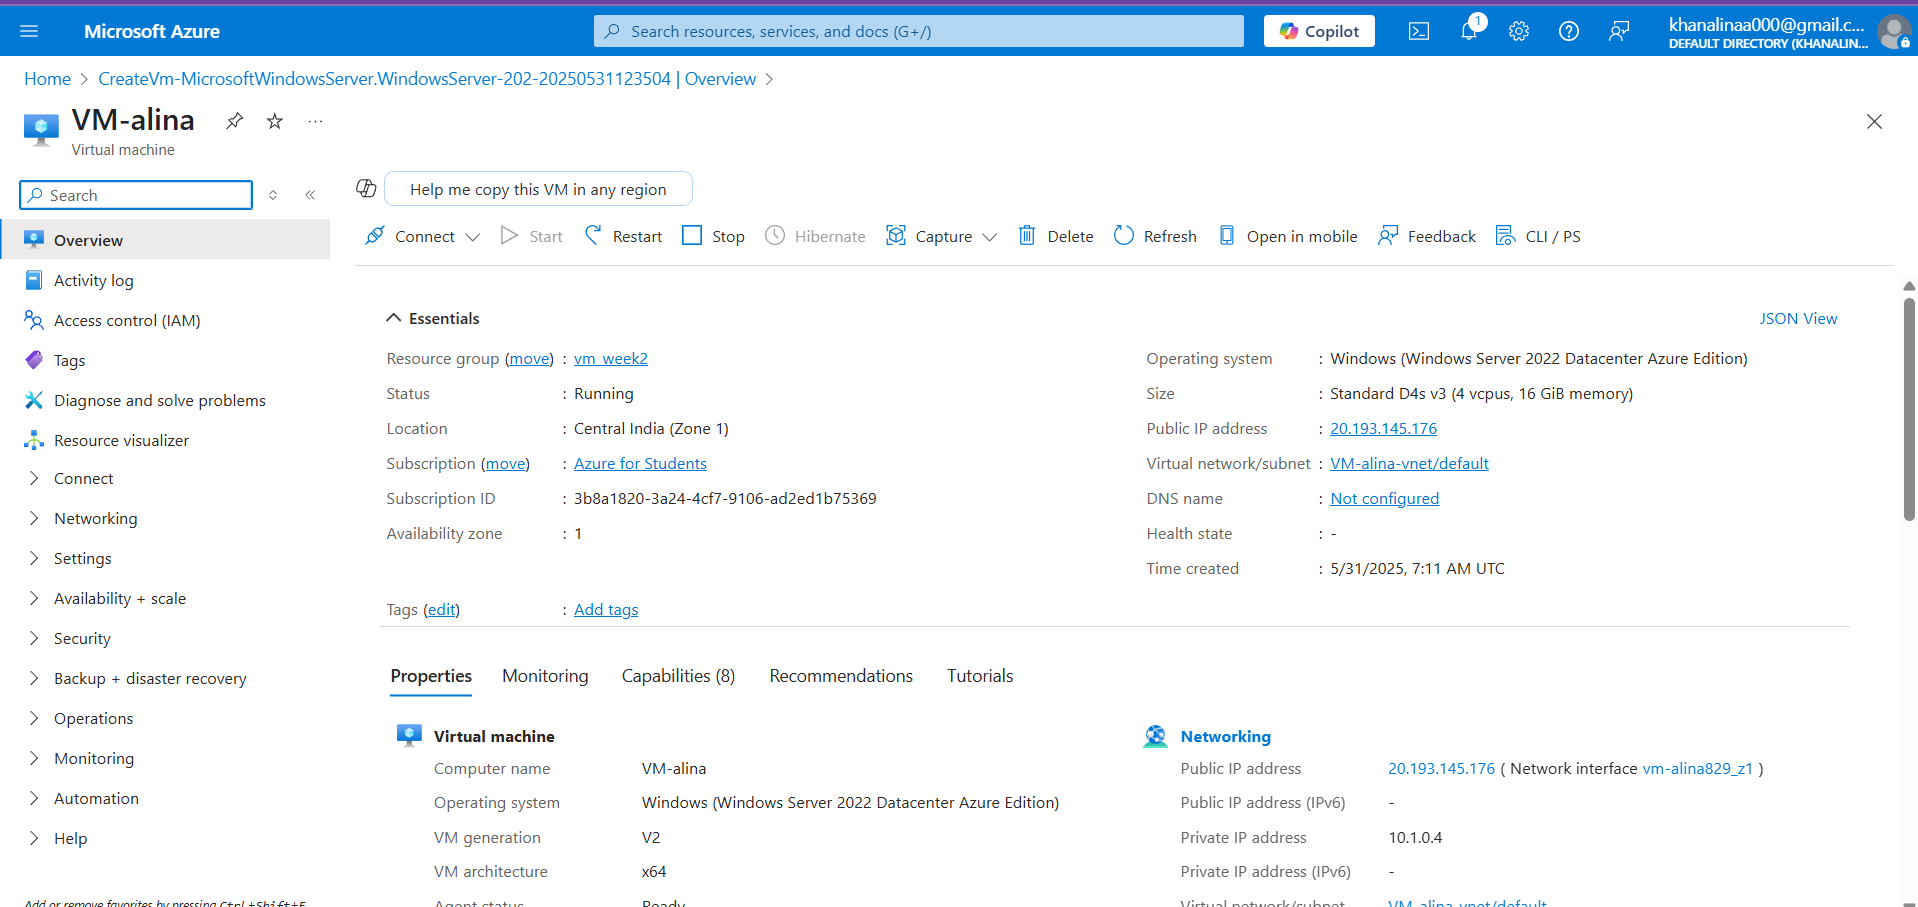 Microsoft Azure
Search resources, services, and docs (G+/)
Copilot
1
khanalinaa000@gmail.c...
DEFAULT DIRECTORY (KHANALIN...
Home > CreateVm-MicrosoftWindowsServer.WindowsServer-202-20250531123504 | Overview >
VM-alina
...
Virtual machine
Search
Help me copy this VM in any region
Connect
Start
Restart
Stop
Hibernate
Capture
Delete
Refresh
Open in mobile
Feedback
CLI / PS
Overview
Activity log
Access control (IAM)
Tags
Diagnose and solve problems
Resource visualizer
Connect
Networking
Settings
Availability + scale
Security
Backup + disaster recovery
Operations
Monitoring
Automation
Help
Add or remove favorites by pressing Ctrl+Shift+F
Essentials
JSON View
Resource group (move) : vm_week2
Status : Running
Location : Central India (Zone 1)
Subscription (move) : Azure for Students
Subscription ID : 3b8a1820-3a24-4cf7-9106-ad2ed1b75369
Availability zone : 1
Operating system : Windows (Windows Server 2022 Datacenter Azure Edition)
Size : Standard D4s v3 (4 vcpus, 16 GiB memory)
Public IP address : 20.193.145.176
Virtual network/subnet : VM-alina-vnet/default
DNS name : Not configured
Health state : -
Time created : 5/31/2025, 7:11 AM UTC
Tags (edit) : Add tags
Properties
Monitoring
Capabilities (8)
Recommendations
Tutorials
Virtual machine
Computer name VM-alina
Operating system Windows (Windows Server 2022 Datacenter Azure Edition)
VM generation V2
VM architecture x64
Agent status Ready
Networking
Public IP address 20.193.145.176 ( Network interface vm-alina829_z1 )
Public IP address (IPv6) -
Private IP address 10.1.0.4
Private IP address (IPv6) -
Virtual network/subnet VM-alina-vnet/default